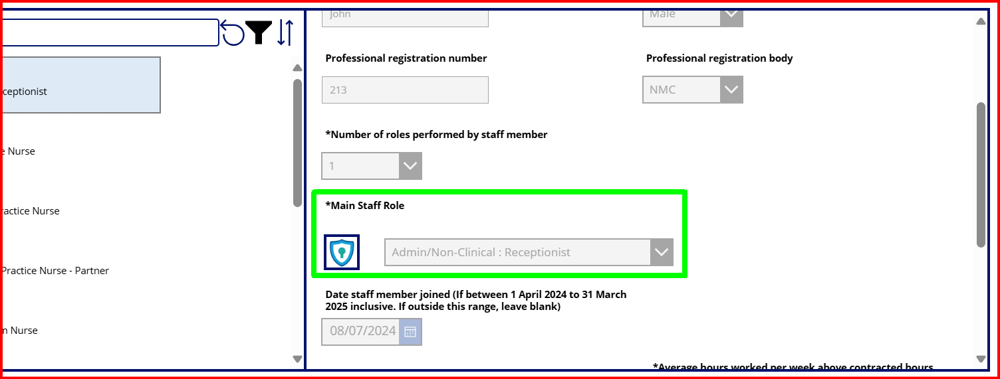 ceptionist
e Nurse
ractice Nurse
Practice Nurse - Partner
n Nurse
John
Male
Professional registration number
Professional registration body
213
NMC
*Number of roles performed by staff member
1
*Main Staff Role
Admin/Non-Clinical : Receptionist
Date staff member joined (If between 1 April 2024 to 31 March
2025 inclusive. If outside this range, leave blank)
08/07/2024
*Average hours worked per week above contracted hours